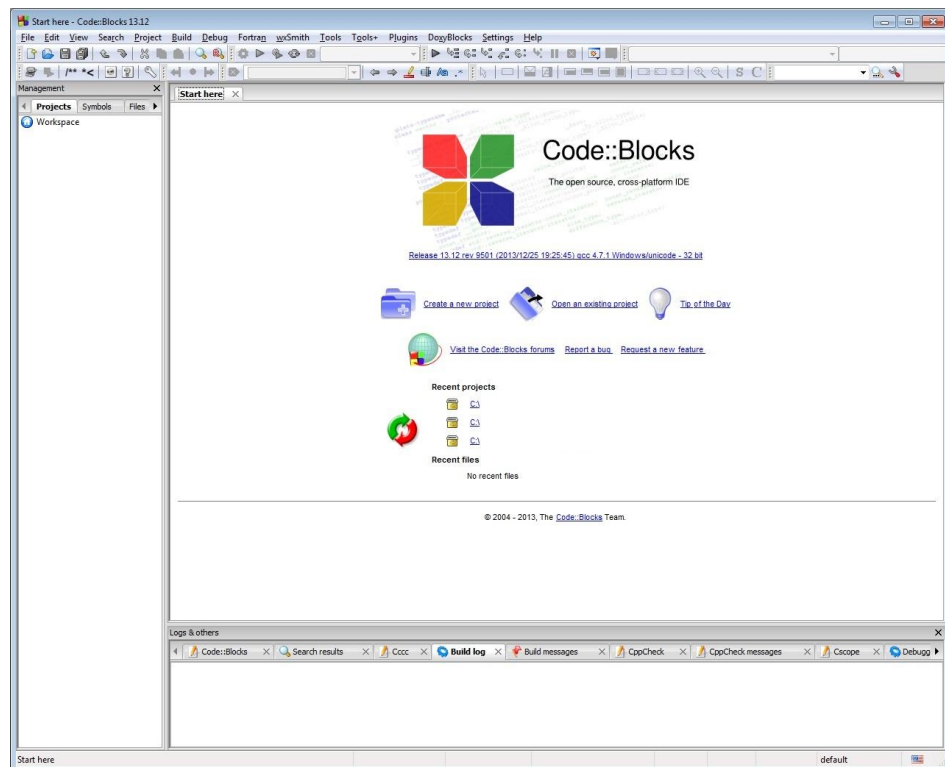 Start here - Code::Blocks 13.12
File Edit View Search Project Build Debug Fortran wxSmith Tools Tools+ Plugins DoxyBlocks Settings Help
/** *< S C
Management
Projects Symbols Files
Workspace
Start here
Code::Blocks
The open source, cross-platform IDE
Release 13.12 rev 9501 (2013/12/25 19:25:45) gcc 4.7.1 Windows/unicode - 32 bit
Create a new project Open an existing project Tip of the Day
Visit the Code::Blocks forums Report a bug Request a new feature
Recent projects
C:\
C:\
C:\
Recent files
No recent files
© 2004 - 2013, The Code::Blocks Team.
Logs & others
Code::Blocks Search results Cccc Build log Build messages CppCheck CppCheck messages Cscope Debugg
Start here default